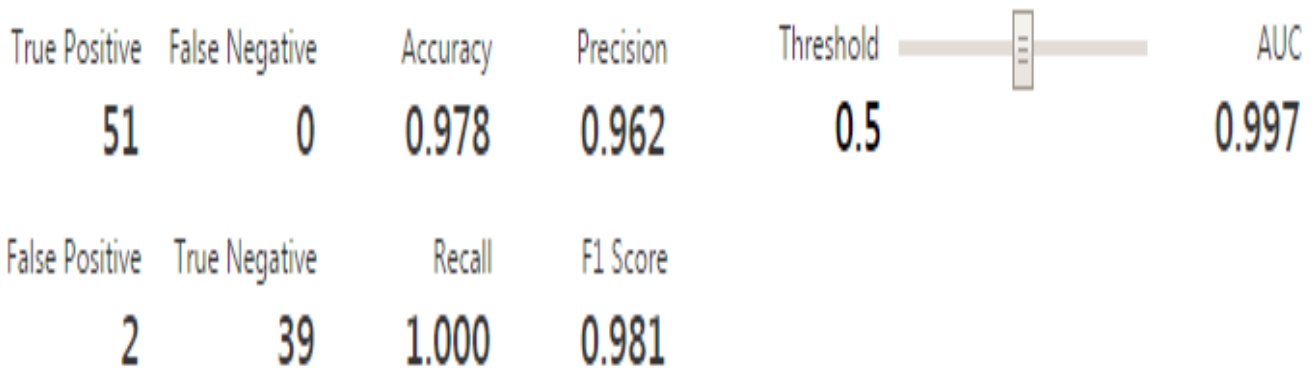 True Positive False Negative Accuracy Precision Threshold AUC
51 0 0.978 0.962 0.5 0.997
False Positive True Negative Recall F1 Score
2 39 1.000 0.981